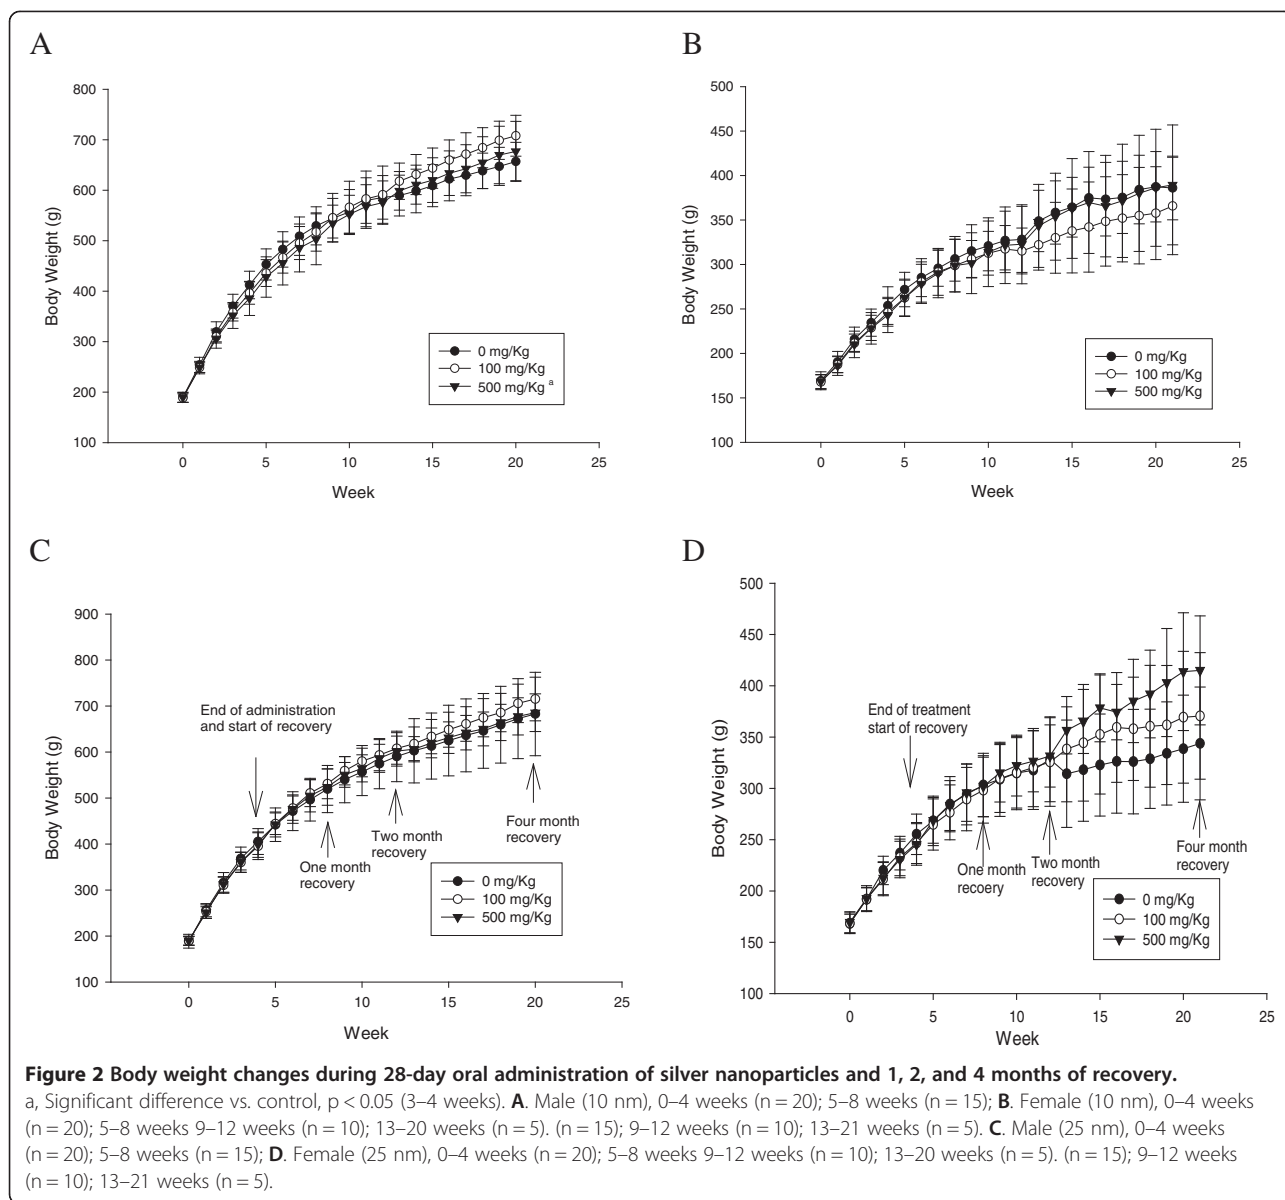 A
800
700
600
500
400
300
200
100
Body Weight (g)
0 mg/Kg
100 mg/Kg
500 mg/Kg a
0 5 10 15 20 25
Week
B
500
450
400
350
300
250
200
150
100
Body Weight (g)
0 mg/Kg
100 mg/Kg
500 mg/Kg
0 5 10 15 20 25
Week
C
900
800
700
600
500
400
300
200
100
Body Weight (g)
End of administration
and start of recovery
One month
recovery
Two month
recovery
Four month
recovery
0 mg/Kg
100 mg/Kg
500 mg/Kg
0 5 10 15 20 25
Week
D
500
450
400
350
300
250
200
150
100
Body Weight (g)
End of treatment
start of recovery
One month
recoery
Two month
recovery
Four month
recovery
0 mg/Kg
100 mg/Kg
500 mg/Kg
0 5 10 15 20 25
Week
Figure 2 Body weight changes during 28-day oral administration of silver nanoparticles and 1, 2, and 4 months of recovery.
a, Significant difference vs. control, p < 0.05 (3–4 weeks). A. Male (10 nm), 0–4 weeks (n = 20); 5–8 weeks (n = 15); B. Female (10 nm), 0–4 weeks
(n = 20); 5–8 weeks 9–12 weeks (n = 10); 13–20 weeks (n = 5). (n = 15); 9–12 weeks (n = 10); 13–21 weeks (n = 5). C. Male (25 nm), 0–4 weeks
(n = 20); 5–8 weeks (n = 15); D. Female (25 nm), 0–4 weeks (n = 20); 5–8 weeks 9–12 weeks (n = 10); 13–20 weeks (n = 5). (n = 15); 9–12 weeks
(n = 10); 13–21 weeks (n = 5).